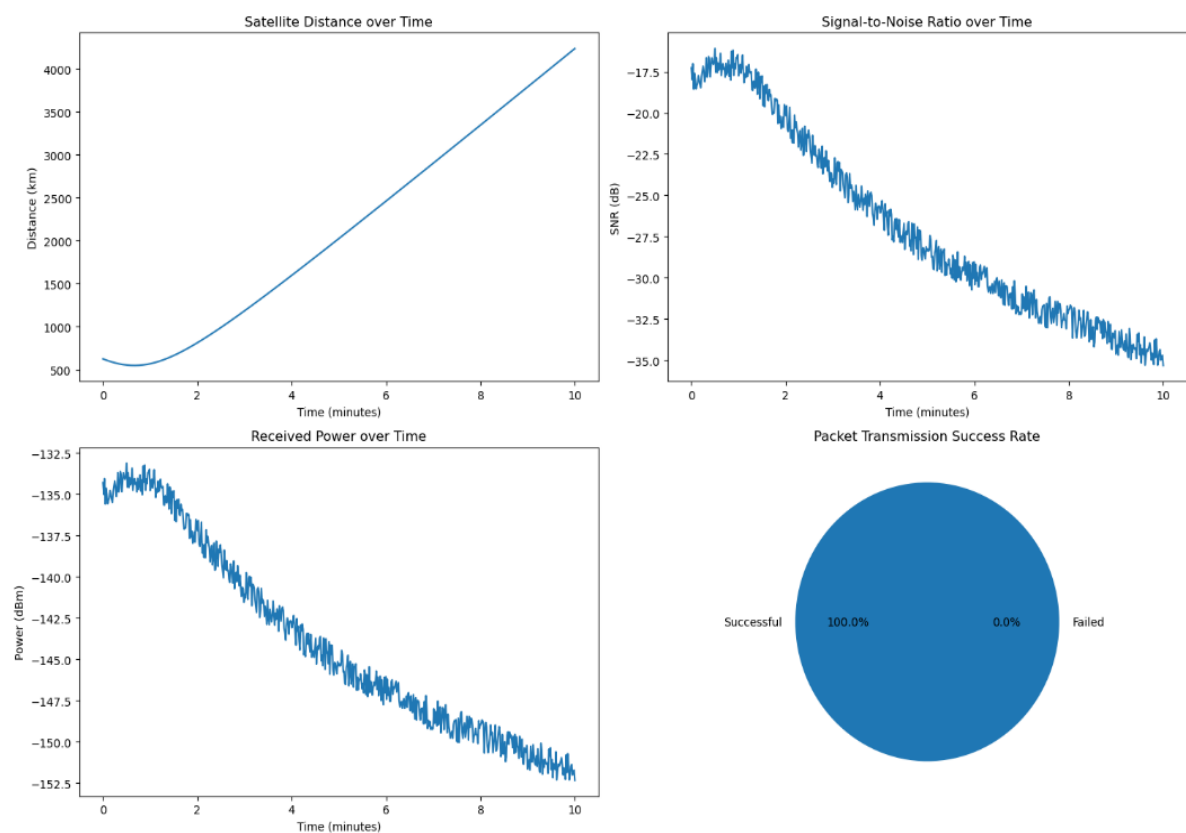 Satellite Distance over Time
4000
3500
3000
2500
2000
1500
1000
500
Distance (km)
0 2 4 6 8 10
Time (minutes)
Signal-to-Noise Ratio over Time
−17.5
−20.0
−22.5
−25.0
−27.5
−30.0
−32.5
−35.0
SNR (dB)
0 2 4 6 8 10
Time (minutes)
Received Power over Time
−132.5
−135.0
−137.5
−140.0
−142.5
−145.0
−147.5
−150.0
−152.5
Power (dBm)
0 2 4 6 8 10
Time (minutes)
Packet Transmission Success Rate
Successful 100.0% 0.0% Failed